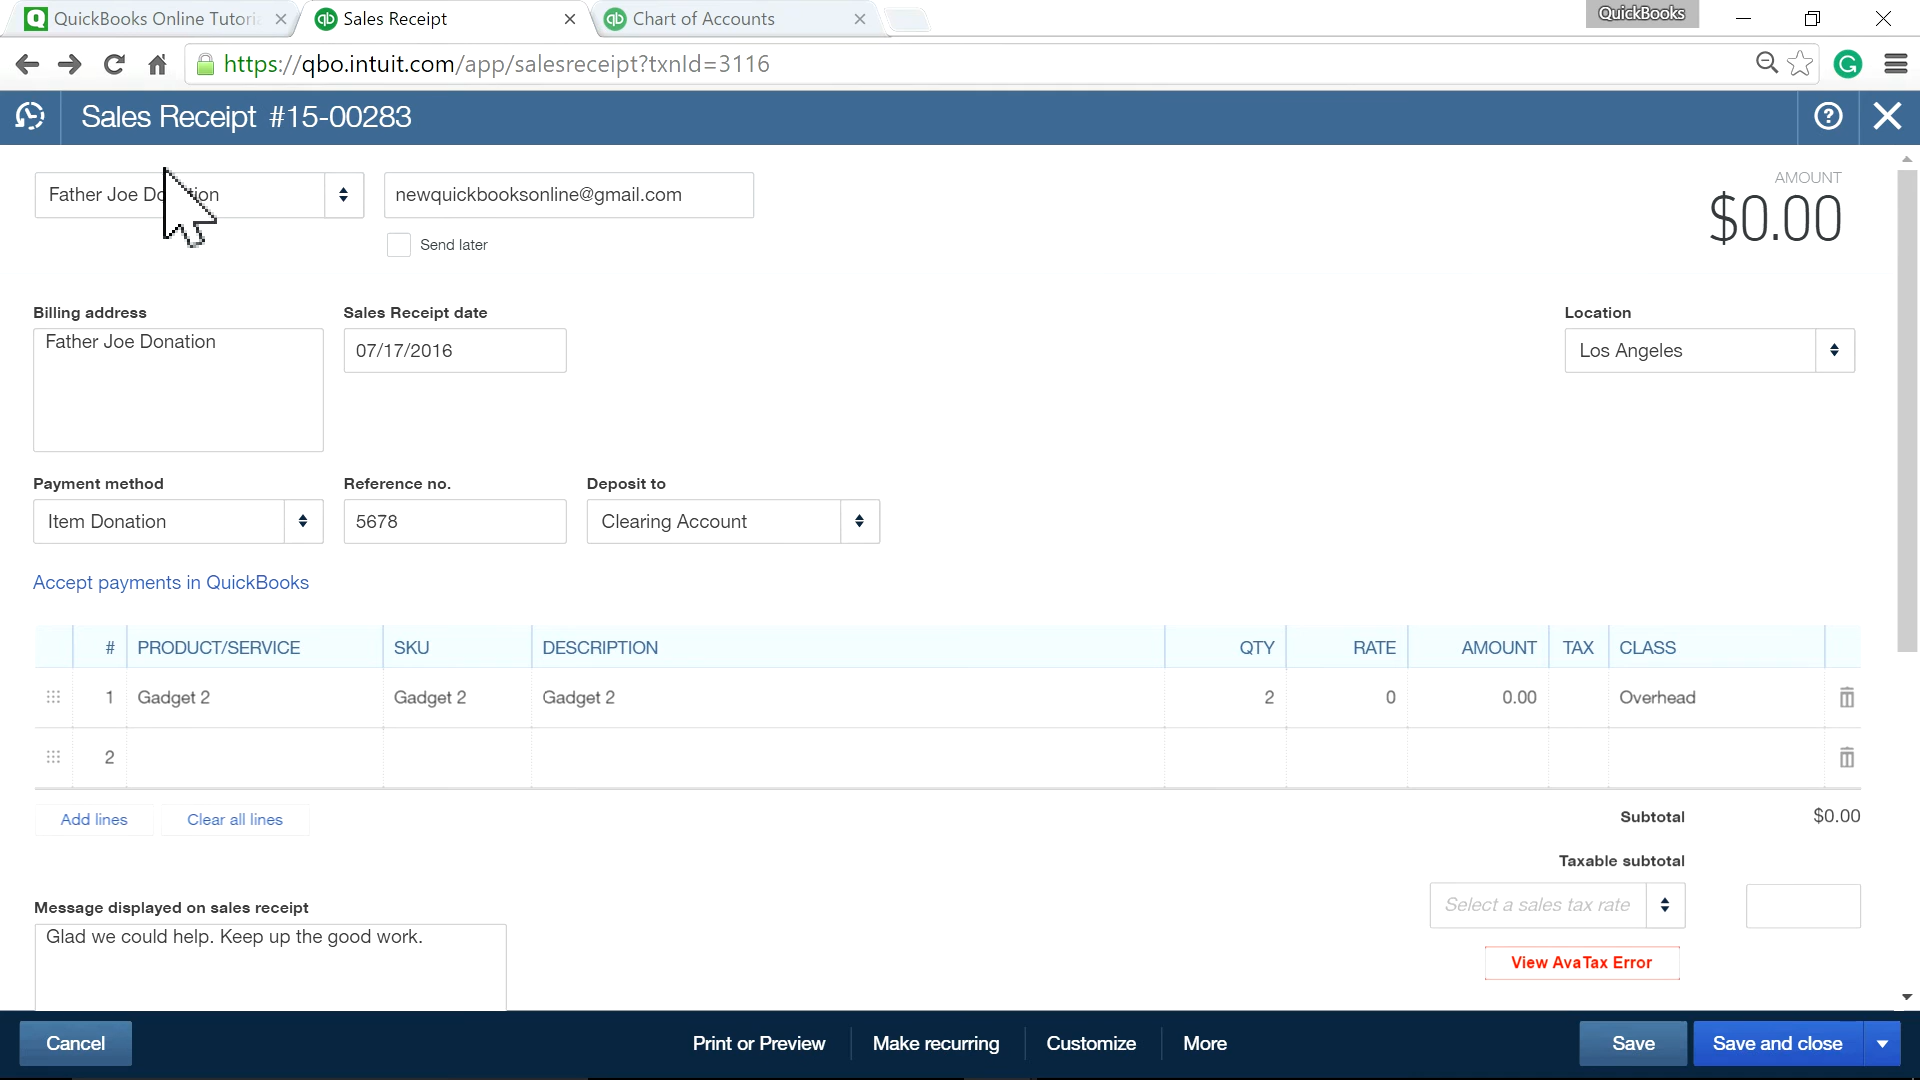 QuickBooks Online Tutori
Sales Receipt
Chart of Accounts
QuickBooks
https://qbo.intuit.com/app/salesreceipt?txnId=3116
Sales Receipt #15-00283
Father Joe Donation
newquickbooksonline@gmail.com
AMOUNT
$0.00
Send later
Billing address
Sales Receipt date
Location
Father Joe Donation
07/17/2016
Los Angeles
Payment method
Reference no.
Deposit to
Item Donation
5678
Clearing Account
Accept payments in QuickBooks
# PRODUCT/SERVICE SKU DESCRIPTION QTY RATE AMOUNT TAX CLASS
1 Gadget 2 Gadget 2 Gadget 2 2 0 0.00 Overhead
2
Add lines
Clear all lines
Subtotal $0.00
Taxable subtotal
Select a sales tax rate
Message displayed on sales receipt
Glad we could help. Keep up the good work.
View AvaTax Error
Cancel
Print or Preview
Make recurring
Customize
More
Save
Save and close